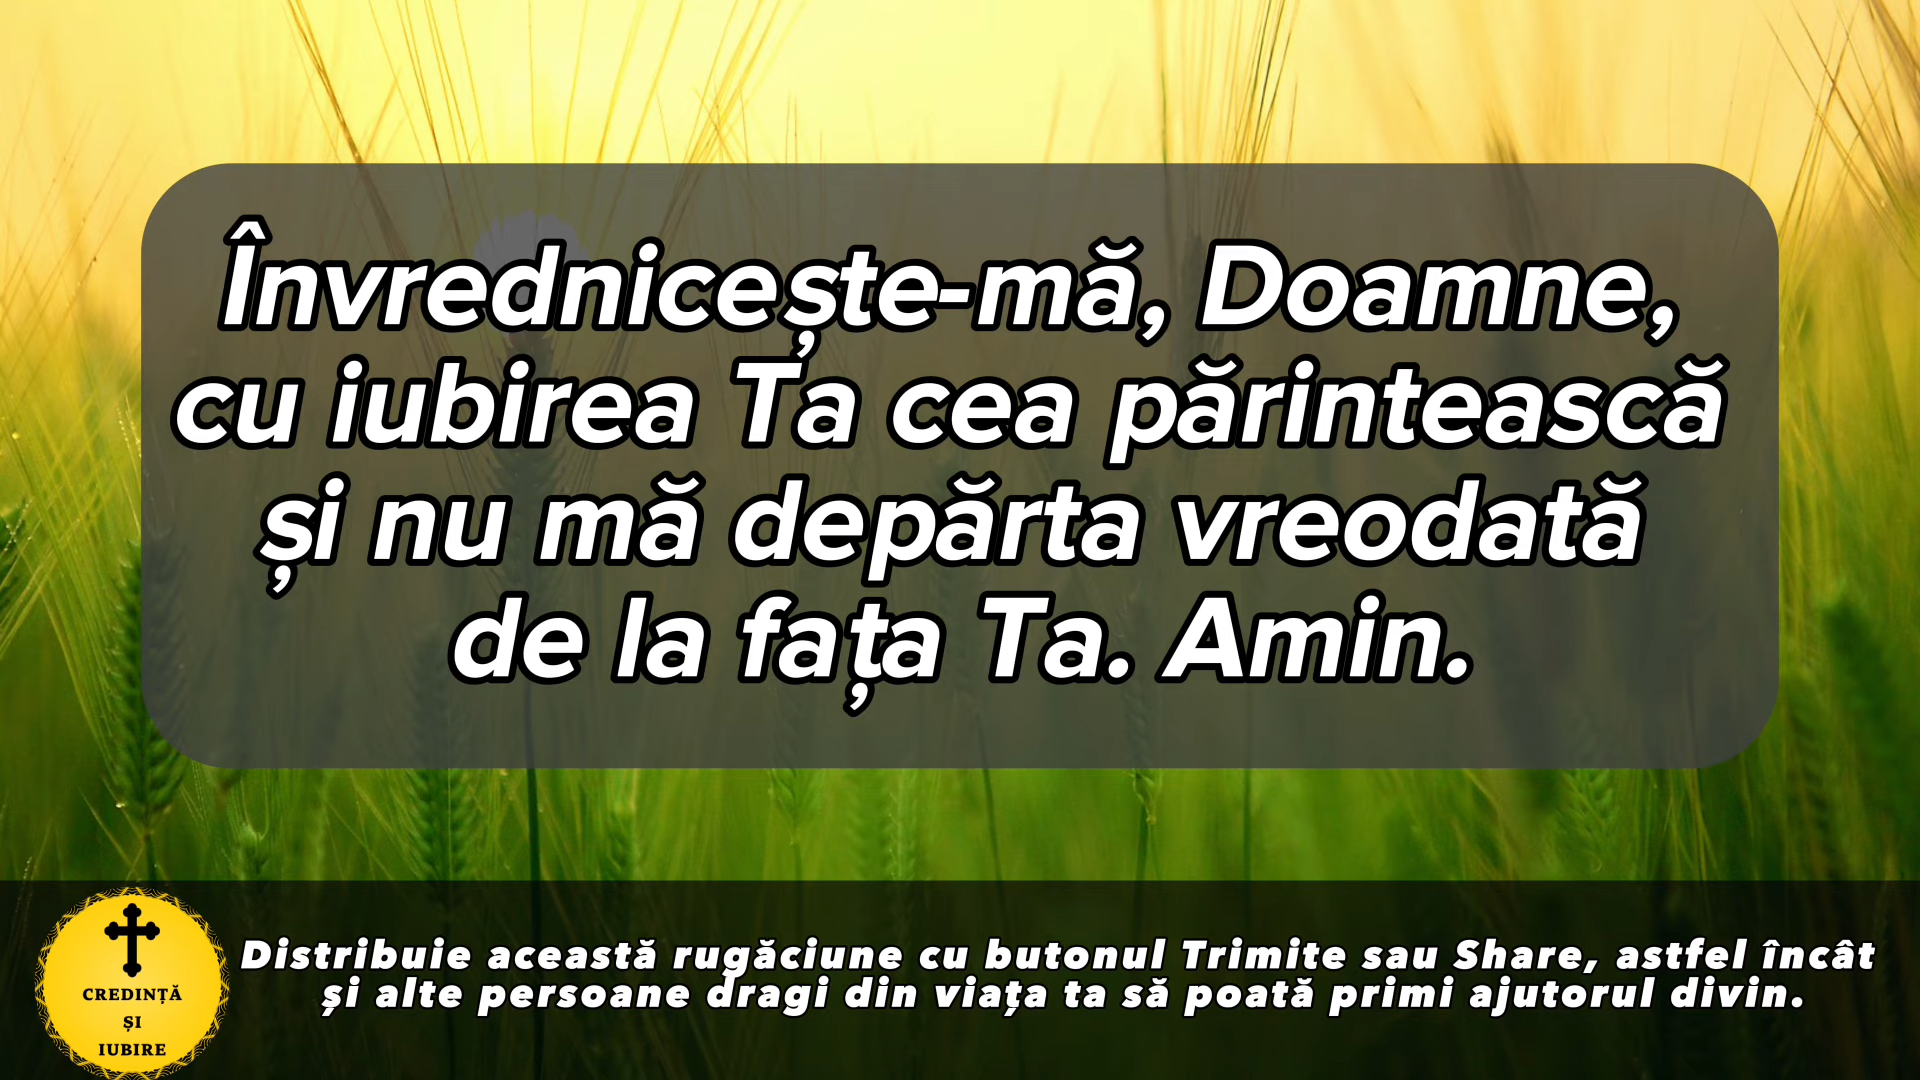 Învrednicește-mă, Doamne,
cu iubirea Ta cea părintească
și nu mă depărta vreodată
de la fața Ta. Amin.
CREDINȚĂ
ȘI
IUBIRE
Distribuie această rugăciune cu butonul Trimite sau Share, astfel încât
și alte persoane dragi din viața ta să poată primi ajutorul divin.